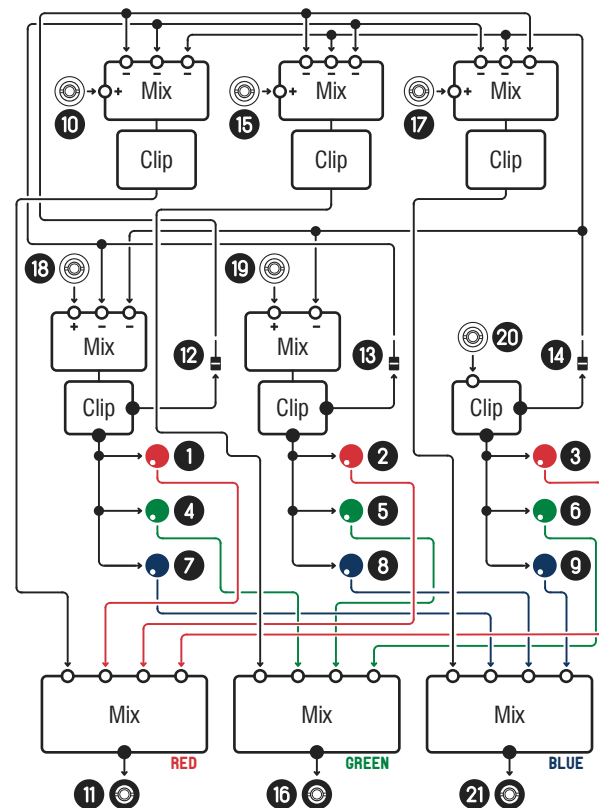 − − −
− − −
− − −
+ Mix
+ Mix
+ Mix
10
15
17
Clip
Clip
Clip
18
19
+ − −
+ −
20
Mix
12
Mix
13
14
Clip
Clip
Clip
1
2
3
4
5
6
7
8
9
Mix
Mix
Mix
RED
GREEN
BLUE
11
16
21